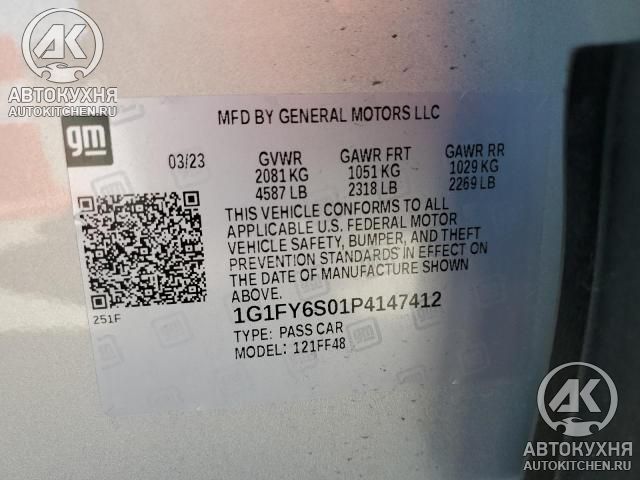 АВТОКУХНЯ
AUTOKITCHEN.RU
gm
MFD BY GENERAL MOTORS LLC
03/23 GVWR GAWR FRT GAWR RR
2081 KG 1051 KG 1029 KG
4587 LB 2318 LB 2269 LB
THIS VEHICLE CONFORMS TO ALL
APPLICABLE U.S. FEDERAL MOTOR
VEHICLE SAFETY, BUMPER, AND THEFT
PREVENTION STANDARDS IN EFFECT ON
THE DATE OF MANUFACTURE SHOWN
ABOVE.
251F
1G1FY6S01P4147412
TYPE: PASS CAR
MODEL: 121FF48
АК
АВТОКУХНЯ
AUTOKITCHEN.RU